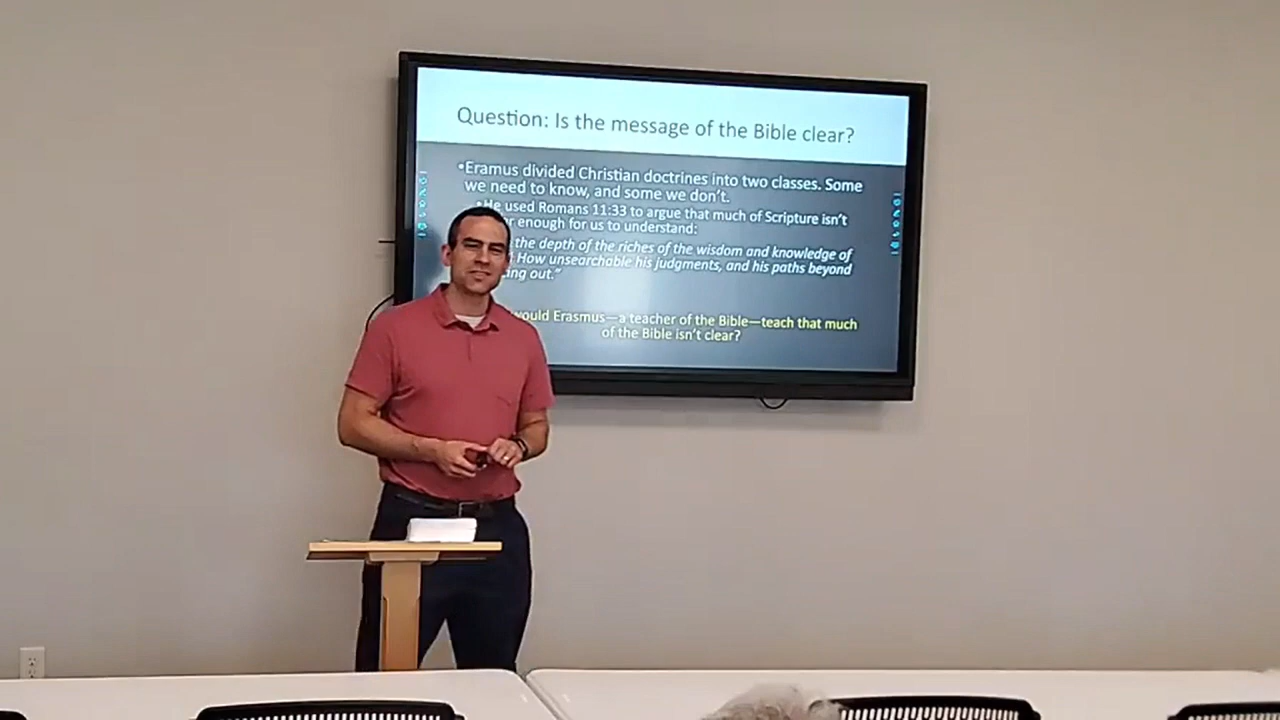 Question: Is the message of the Bible clear?
•Eramus divided Christian doctrines into two classes. Some
we need to know, and some we don't.
•He used Romans 11:33 to argue that much of Scripture isn't
enough for us to understand:
the depth of the riches of the wisdom and knowledge of
How unsearchable his judgments, and his paths beyond
out."
would Erasmus—a teacher of the Bible—teach that much
of the Bible isn't clear?